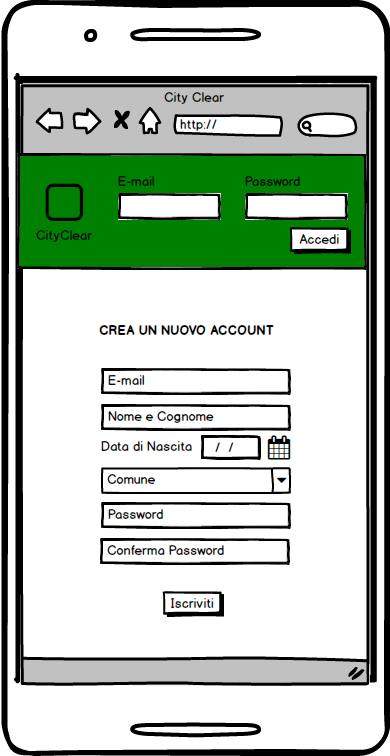 City Clear
http://
E-mail
Password
CityClear
Accedi
CREA UN NUOVO ACCOUNT
E-mail
Nome e Cognome
Data di Nascita / /
Comune
Password
Conferma Password
Iscriviti